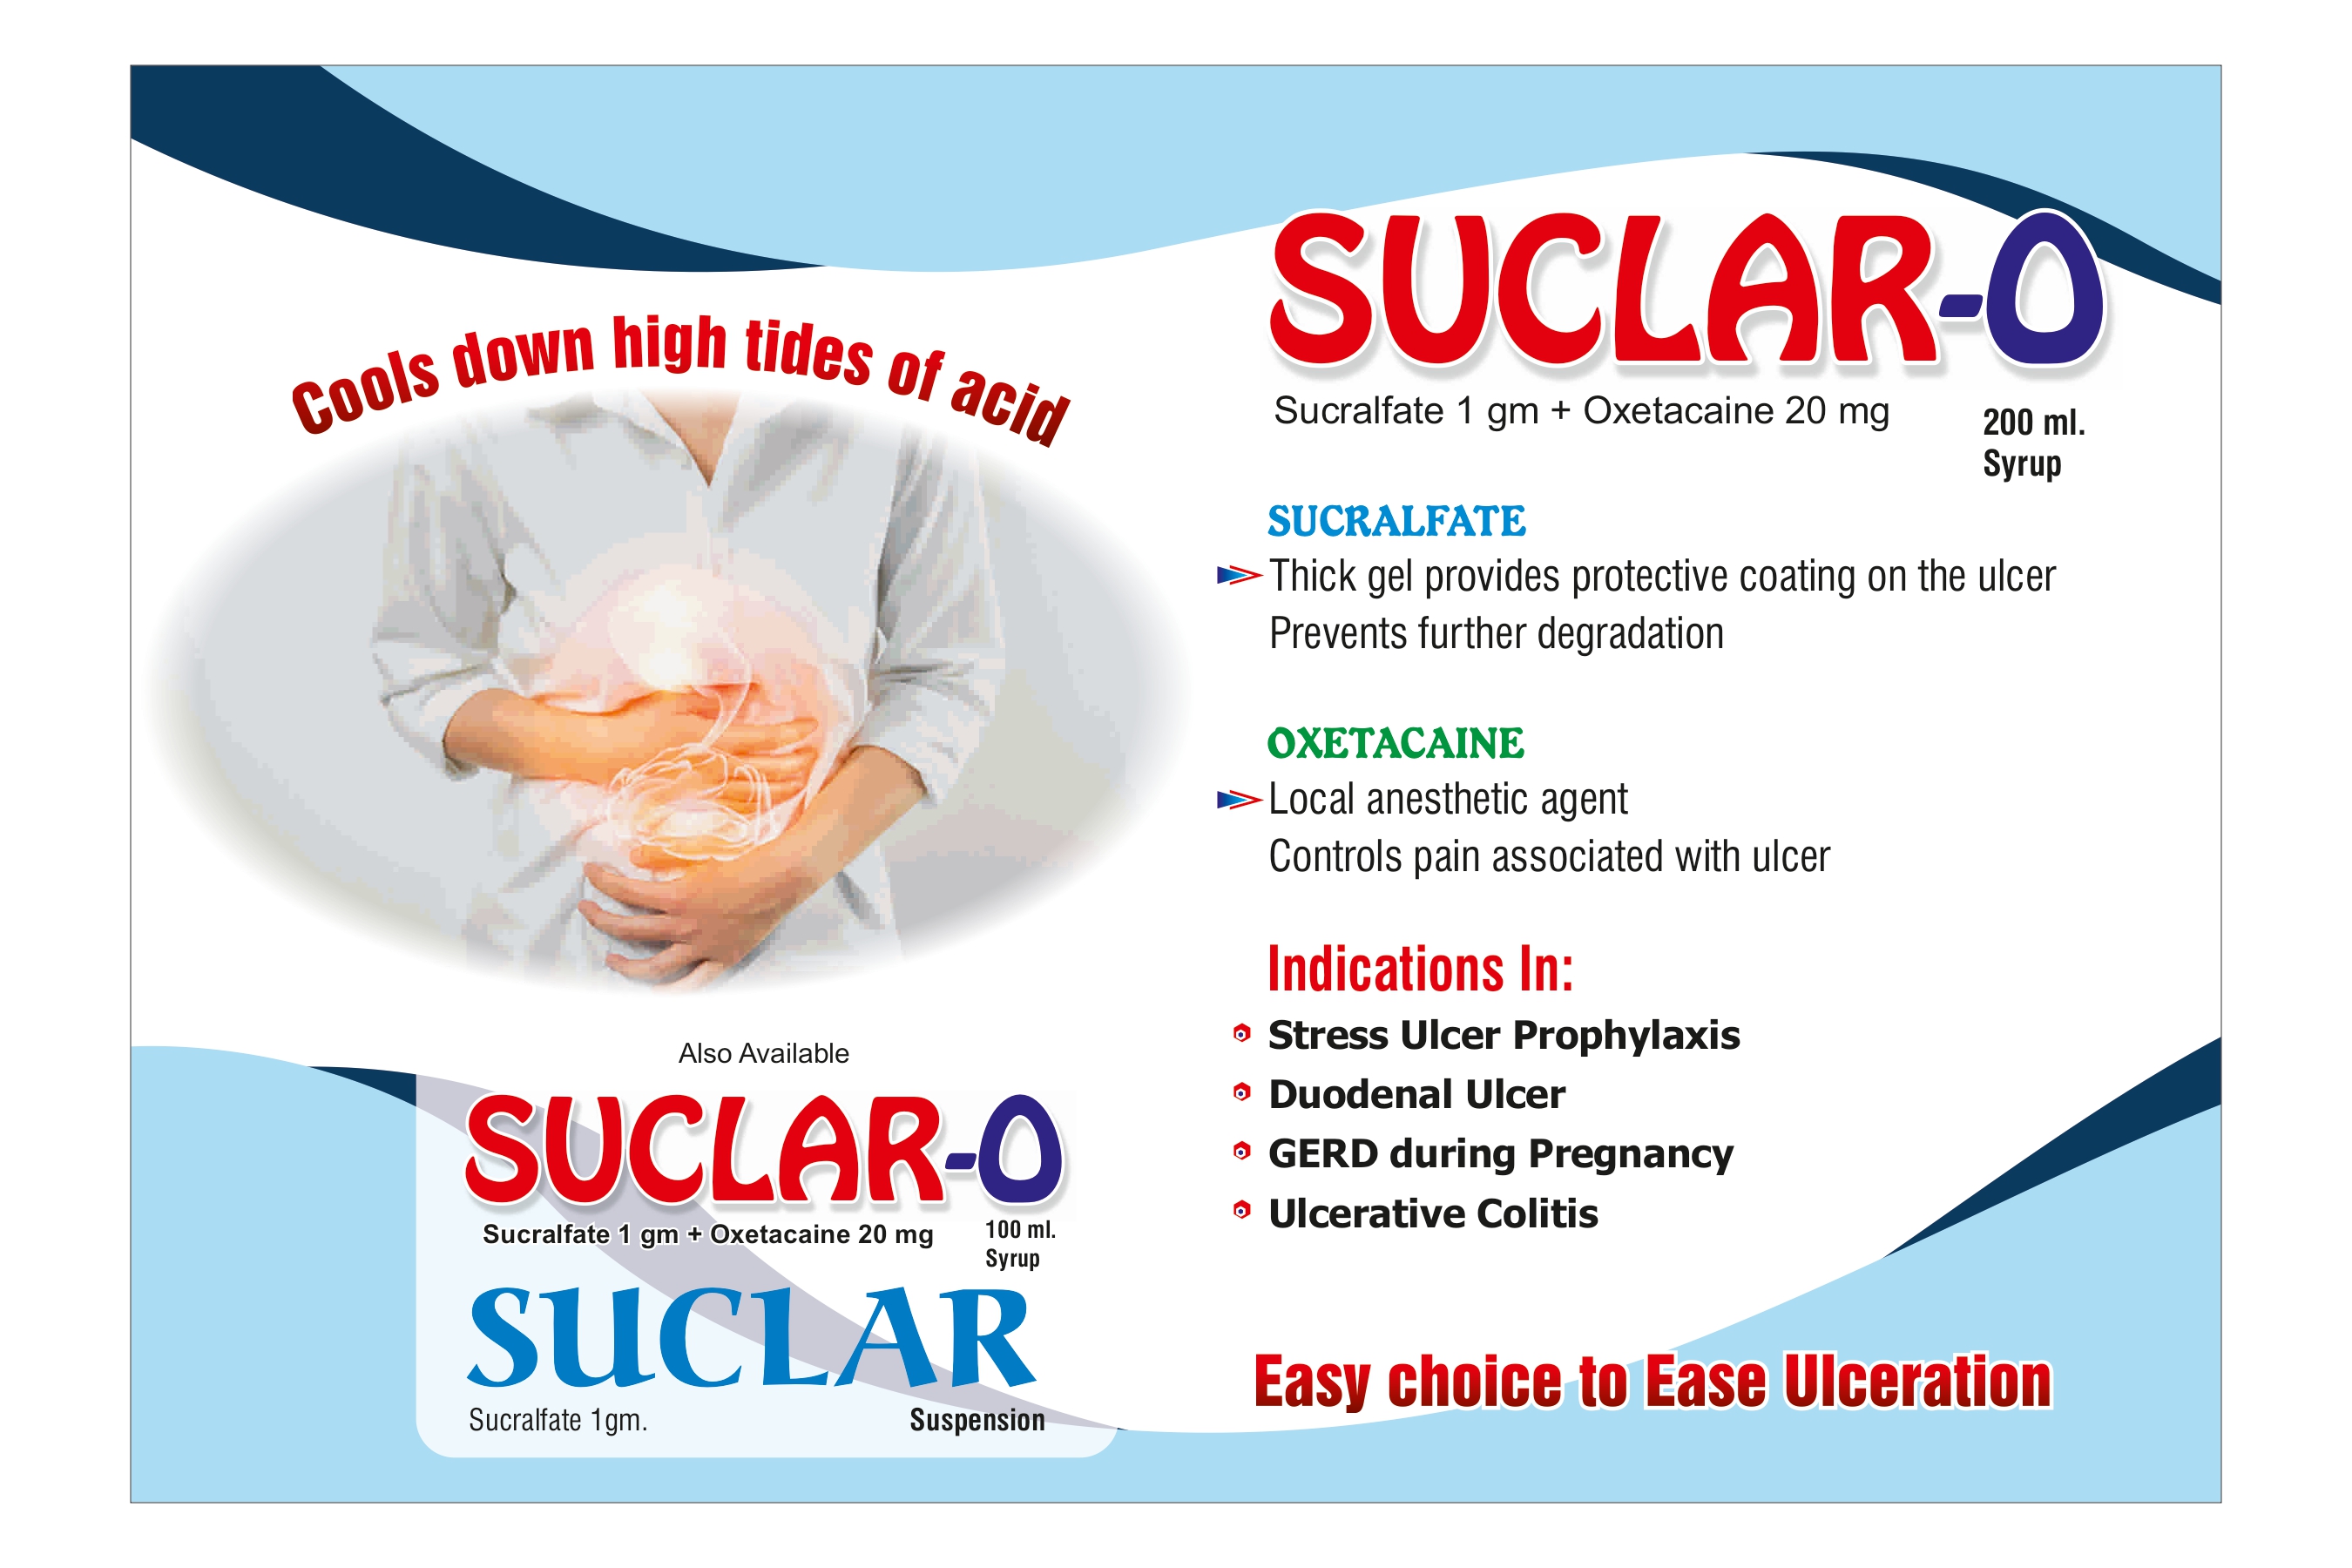 Cools down high tides of acid
SUCLAR-O
Sucralfate 1 gm + Oxetacaine 20 mg
200 ml.
Syrup
SUCRALFATE
Thick gel provides protective coating on the ulcer
Prevents further degradation
OXETACAINE
Local anesthetic agent
Controls pain associated with ulcer
Indications In:
Stress Ulcer Prophylaxis
Duodenal Ulcer
GERD during Pregnancy
Ulcerative Colitis
Easy choice to Ease Ulceration
Also Available
SUCLAR-O
Sucralfate 1 gm + Oxetacaine 20 mg
100 ml.
Syrup
SUCLAR
Sucralfate 1gm.
Suspension